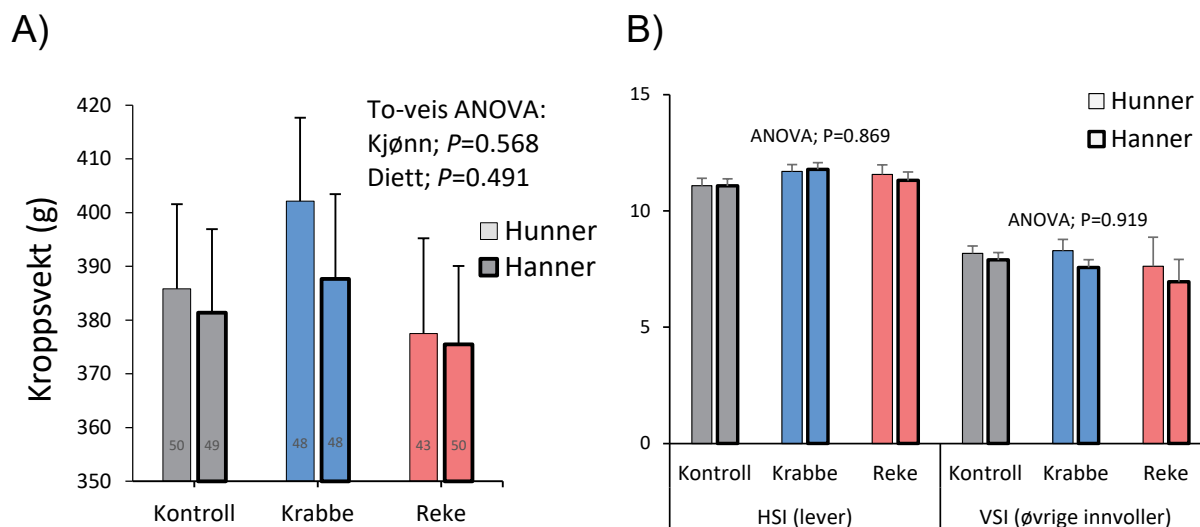 A)
420
410
400
390
380
370
360
350
Kroppsvekt (g)
To-veis ANOVA:
Kjønn; P=0.568
Diett; P=0.491
Hunner
Hanner
50
49
48
48
43
50
Kontroll
Krabbe
Reke
B)
15
10
5
0
Hunner
Hanner
ANOVA; P=0.869
ANOVA; P=0.919
Kontroll
Krabbe
Reke
Kontroll
Krabbe
Reke
HSI (lever)
VSI (øvrige innvoller)